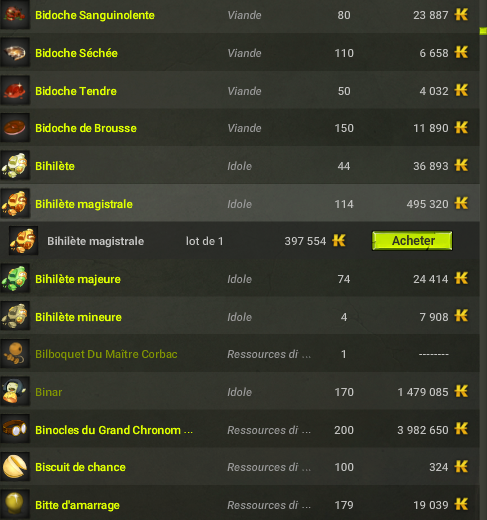 Bidoche Sanguinolente Viande 80 23 887
Bidoche Séchée Viande 110 6 658
Bidoche Tendre Viande 50 4 032
Bidoche de Brousse Viande 150 11 890
Bihilète Idole 44 36 893
Bihilète magistrale Idole 114 495 320
Bihilète magistrale lot de 1 397 554 Acheter
Bihilète majeure Idole 74 24 414
Bihilète mineure Idole 4 7 908
Bilboquet Du Maître Corbac Ressources di ... 1 --------
Binar Idole 170 1 479 085
Binocles du Grand Chronom ... Ressources di ... 200 3 982 650
Biscuit de chance Ressources di ... 100 324
Bitte d'amarrage Ressources di ... 179 19 039